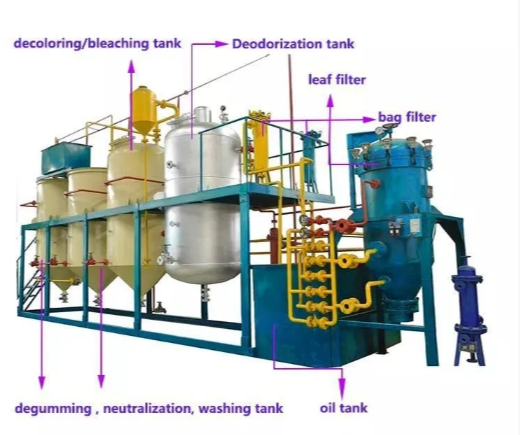 decoloring/bleaching tank
Deodorization tank
leaf filter
bag filter
degumming , neutralization, washing tank
oil tank